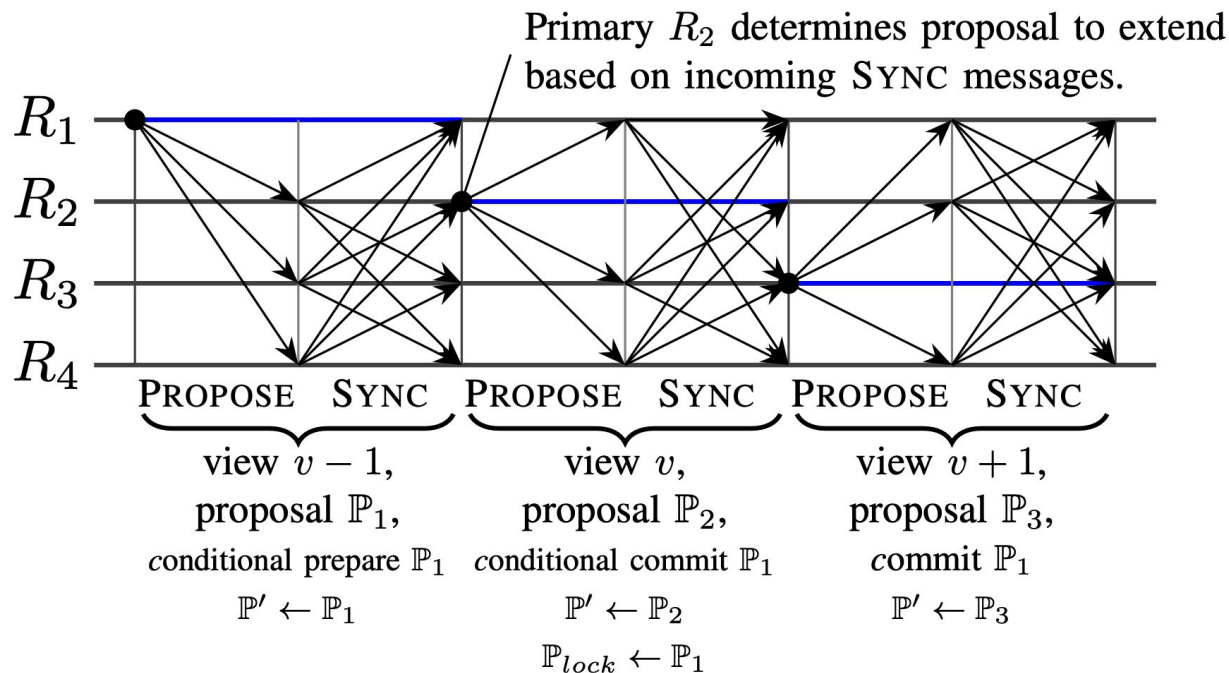 Primary R₂ determines proposal to extend
based on incoming SYNC messages.
R₁
R₂
R₃
R₄
PROPOSE SYNC PROPOSE SYNC PROPOSE SYNC
view v − 1, view v, view v + 1,
proposal ℙ₁, proposal ℙ₂, proposal ℙ₃,
conditional prepare ℙ₁ conditional commit ℙ₁ commit ℙ₁
ℙ′ ← ℙ₁ ℙ′ ← ℙ₂ ℙ′ ← ℙ₃
ℙ_lock ← ℙ₁